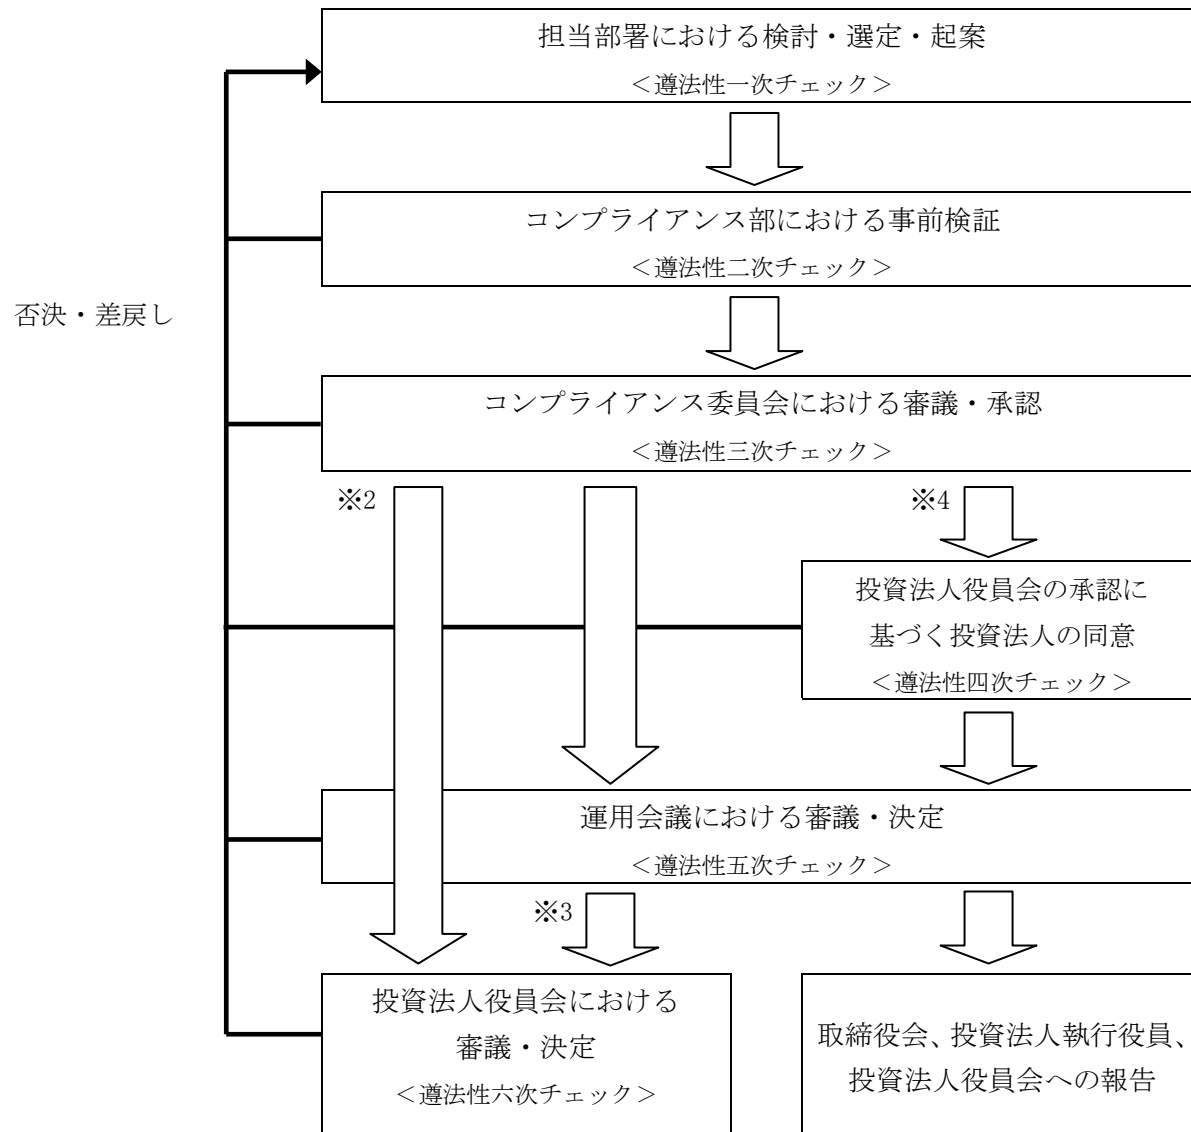 担当部署における検討・選定・起案
＜遵法性一次チェック＞
コンプライアンス部における事前検証
＜遵法性二次チェック＞
否決・差戻し
コンプライアンス委員会における審議・承認
＜遵法性三次チェック＞
※2
※4
投資法人役員会の承認に
基づく投資法人の同意
＜遵法性四次チェック＞
運用会議における審議・決定
＜遵法性五次チェック＞
※3
投資法人役員会における
審議・決定
＜遵法性六次チェック＞
取締役会、投資法人執行役員、
投資法人役員会への報告